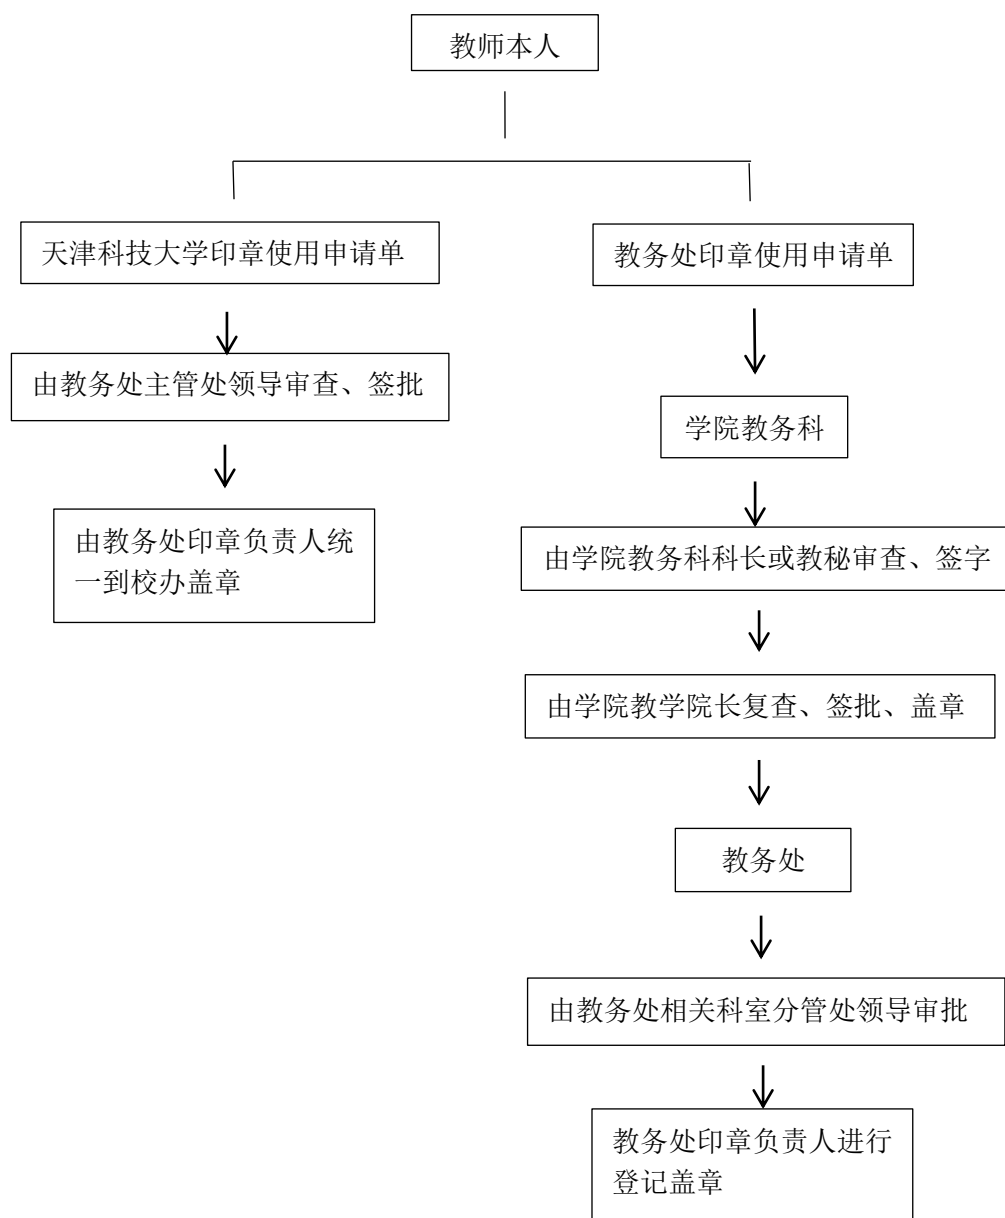 教师本人
天津科技大学印章使用申请单
由教务处主管处领导审查、签批
由教务处印章负责人统
一到校办盖章
教务处印章使用申请单
学院教务科
由学院教务科科长或教秘审查、签字
由学院教学院长复查、签批、盖章
教务处
由教务处相关科室分管处领导审批
教务处印章负责人进行
登记盖章